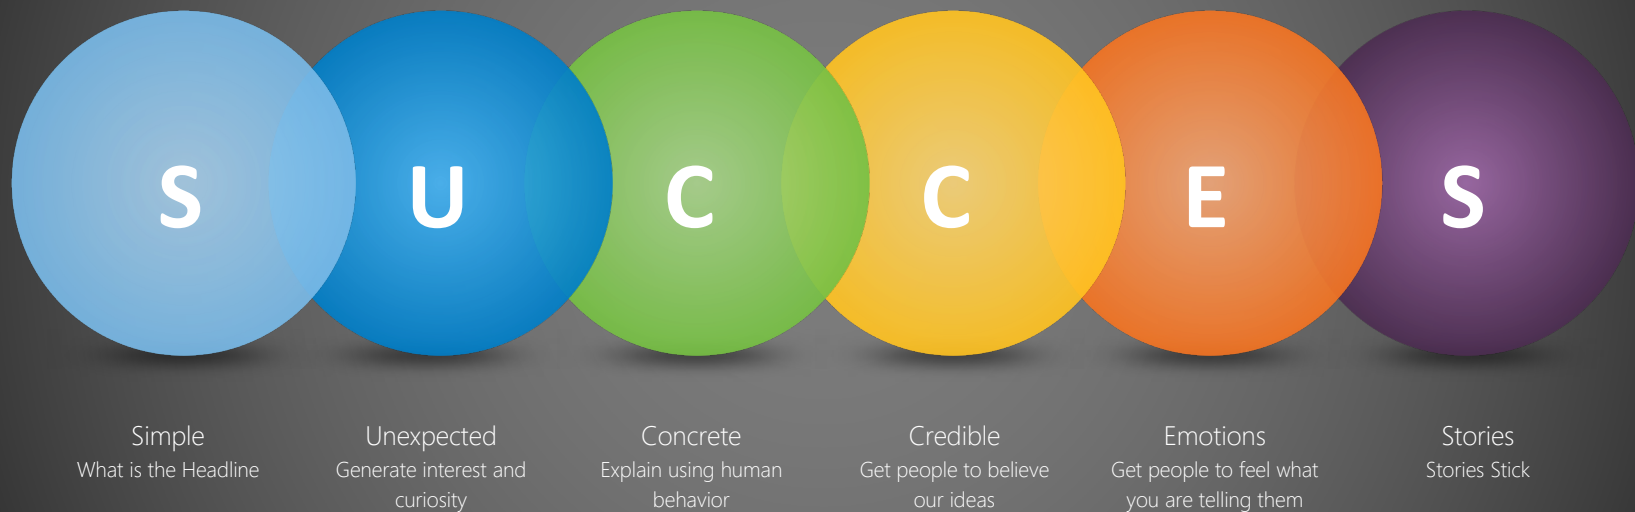 S U C C E S
Simple
What is the Headline
Unexpected
Generate interest and
curiosity
Concrete
Explain using human
behavior
Credible
Get people to believe
our ideas
Emotions
Get people to feel what
you are telling them
Stories
Stories Stick